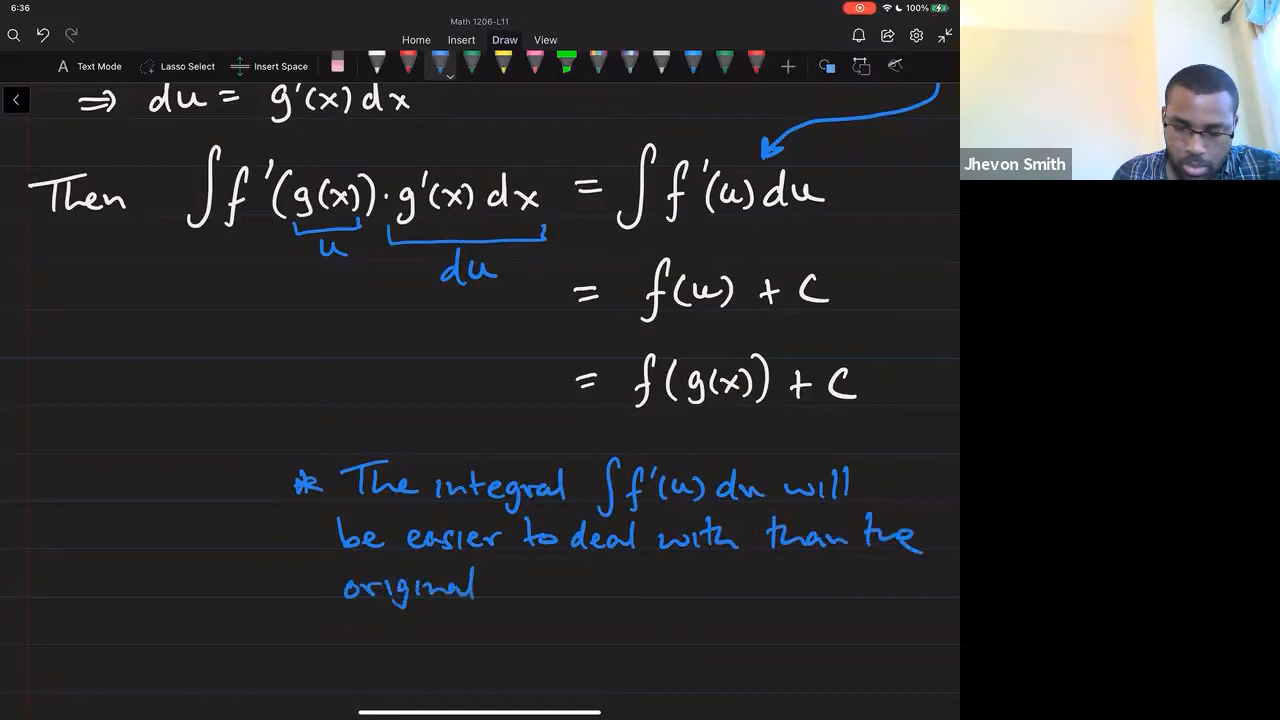 6:36
100%
Math 1206-L11
Home Insert Draw View
Text Mode Lasso Select Insert Space
⇒ du = g'(x) dx
Then ∫ f'(g(x)) · g'(x) dx = ∫ f'(u) du
u
du
= f(u) + C
= f(g(x)) + C
* The integral ∫ f'(u) du will
be easier to deal with than the
original
Jhevon Smith